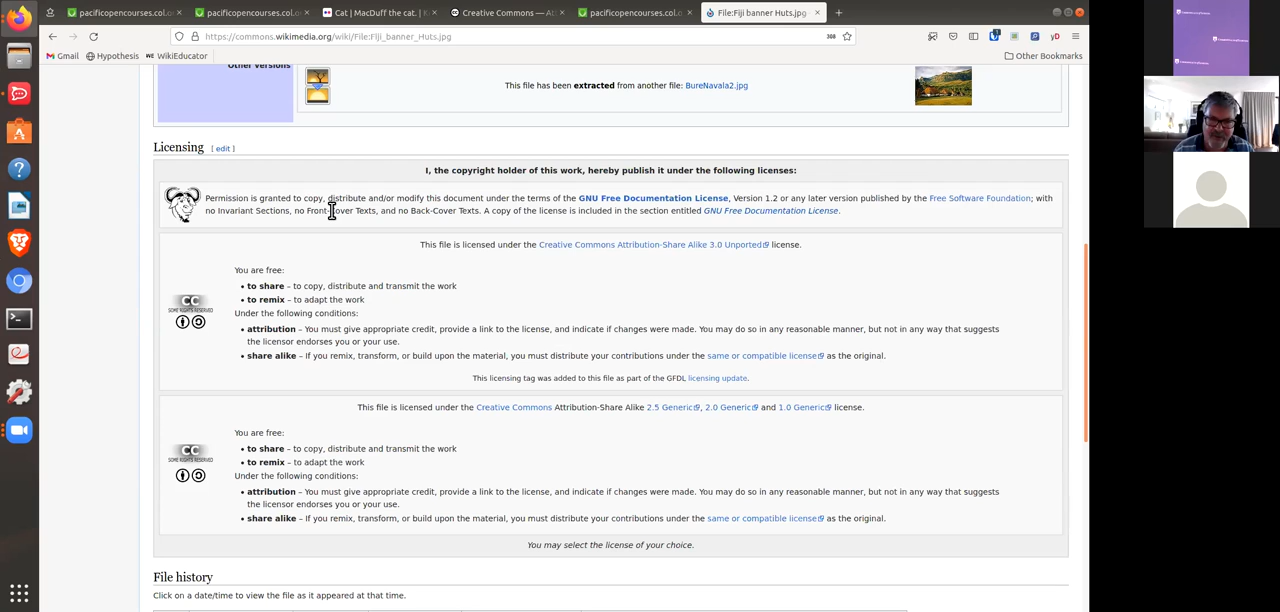 pacificopencourses.col.o
pacificopencourses.col.o
Cat | MacDuff the cat. | F
Creative Commons — At
pacificopencourses.col.o
File:Fiji banner Huts.jpg
https://commons.wikimedia.org/wiki/File:Fiji_banner_Huts.jpg
Gmail
Hypothesis
WikiEducator
Other Bookmarks
Other versions
This file has been extracted from another file: BureNavala2.jpg
Licensing [ edit ]
I, the copyright holder of this work, hereby publish it under the following licenses:
Permission is granted to copy, distribute and/or modify this document under the terms of the GNU Free Documentation License, Version 1.2 or any later version published by the Free Software Foundation; with
no Invariant Sections, no Front-Cover Texts, and no Back-Cover Texts. A copy of the license is included in the section entitled GNU Free Documentation License.
This file is licensed under the Creative Commons Attribution-Share Alike 3.0 Unported license.
You are free:
• to share – to copy, distribute and transmit the work
• to remix – to adapt the work
CC
SOME RIGHTS RESERVED
Under the following conditions:
• attribution – You must give appropriate credit, provide a link to the license, and indicate if changes were made. You may do so in any reasonable manner, but not in any way that suggests
the licensor endorses you or your use.
• share alike – If you remix, transform, or build upon the material, you must distribute your contributions under the same or compatible license as the original.
This licensing tag was added to this file as part of the GFDL licensing update.
This file is licensed under the Creative Commons Attribution-Share Alike 2.5 Generic, 2.0 Generic and 1.0 Generic license.
You are free:
• to share – to copy, distribute and transmit the work
• to remix – to adapt the work
CC
SOME RIGHTS RESERVED
Under the following conditions:
• attribution – You must give appropriate credit, provide a link to the license, and indicate if changes were made. You may do so in any reasonable manner, but not in any way that suggests
the licensor endorses you or your use.
• share alike – If you remix, transform, or build upon the material, you must distribute your contributions under the same or compatible license as the original.
You may select the license of your choice.
File history
Click on a date/time to view the file as it appeared at that time.